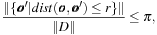 ‖{o′|dist(o, o′) ≤ r}‖
‖D‖
≤ π,